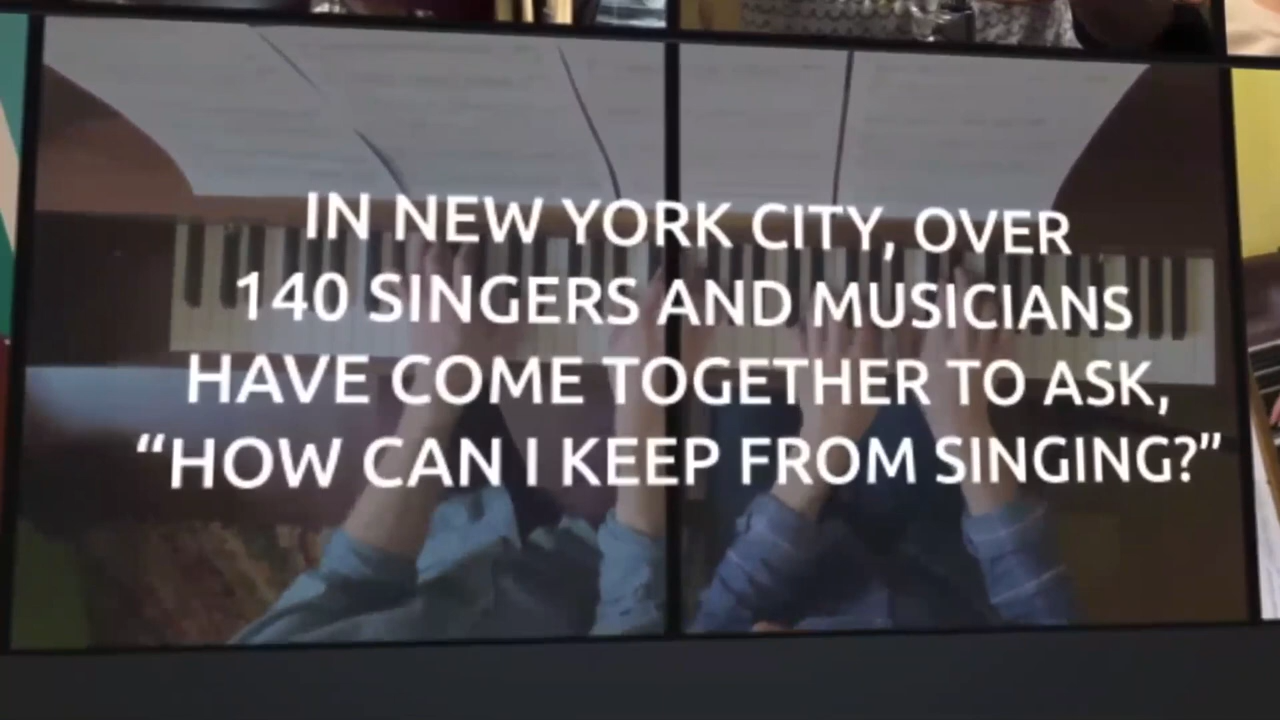 IN NEW YORK CITY, OVER
140 SINGERS AND MUSICIANS
HAVE COME TOGETHER TO ASK,
“HOW CAN I KEEP FROM SINGING?”